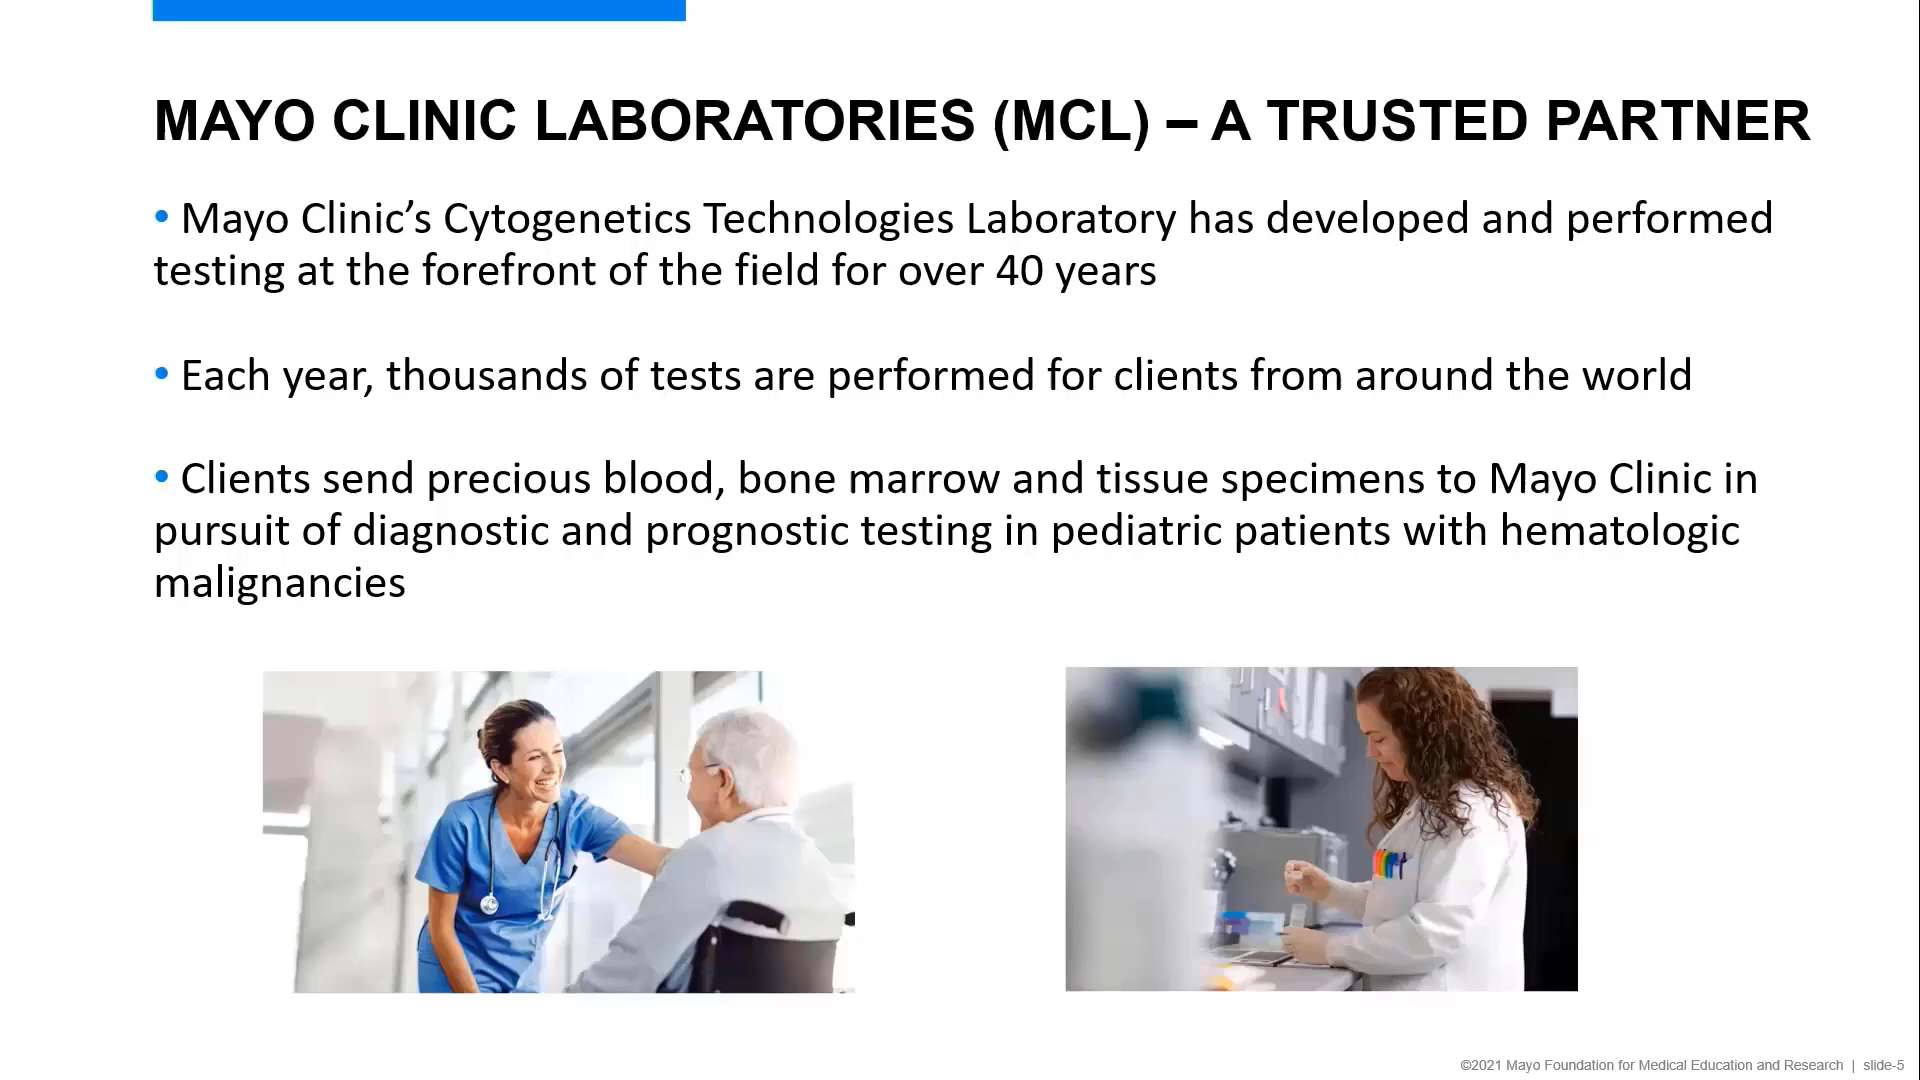 MAYO CLINIC LABORATORIES (MCL) – A TRUSTED PARTNER
• Mayo Clinic’s Cytogenetics Technologies Laboratory has developed and performed
testing at the forefront of the field for over 40 years
• Each year, thousands of tests are performed for clients from around the world
• Clients send precious blood, bone marrow and tissue specimens to Mayo Clinic in
pursuit of diagnostic and prognostic testing in pediatric patients with hematologic
malignancies
©2021 Mayo Foundation for Medical Education and Research | slide-5